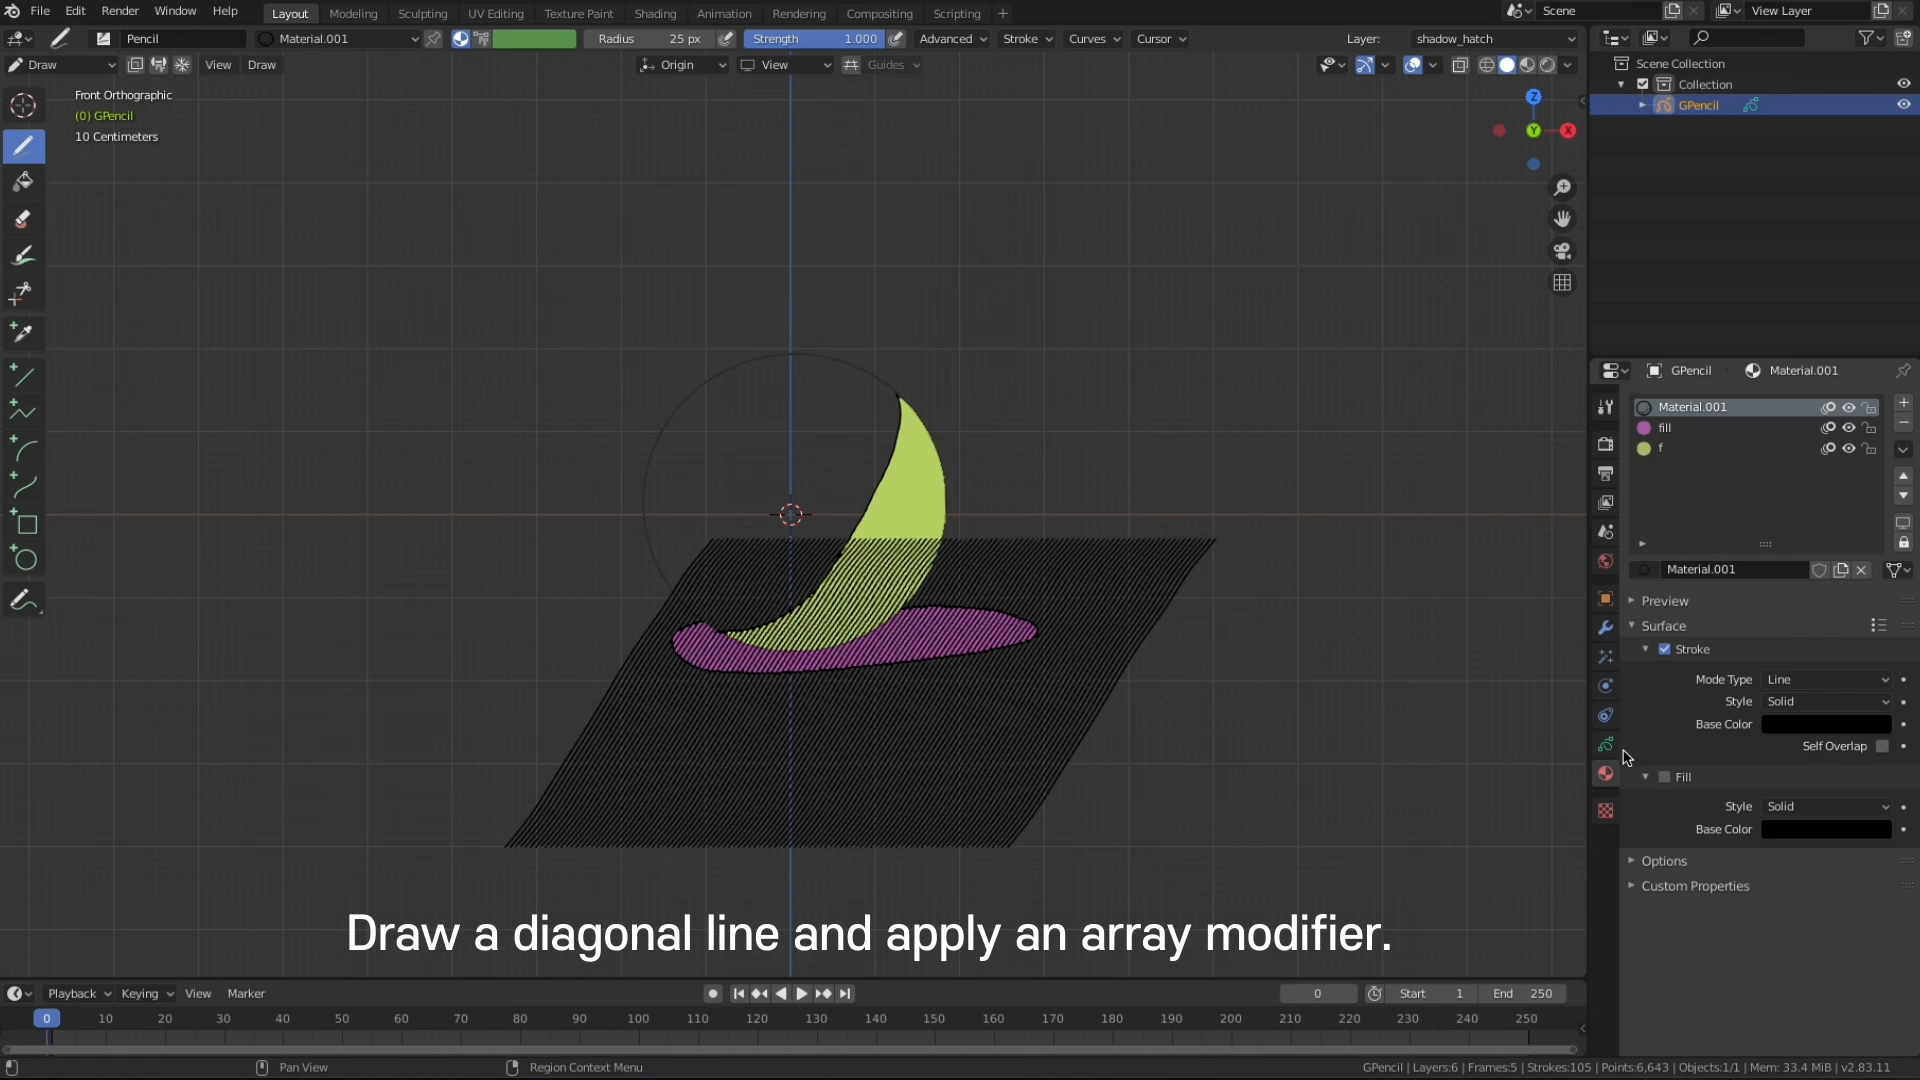 File Edit Render Window Help Layout Modeling Sculpting UV Editing Texture Paint Shading Animation Rendering Compositing Scripting + Scene View Layer
Pencil Material.001 Radius 25 px Strength 1.000 Advanced Stroke Curves Cursor Layer: shadow_hatch
Draw View Draw Origin View Guides
Scene Collection
Collection
GPencil
Front Orthographic
(0) GPencil
10 Centimeters
Z
Y
X
GPencil Material.001
Material.001
fill
f
Material.001
Preview
Surface
Stroke
Mode Type Line
Style Solid
Base Color
Self Overlap
Fill
Style Solid
Base Color
Options
Custom Properties
Draw a diagonal line and apply an array modifier.
Playback Keying View Marker 0 Start 1 End 250
0 10 20 30 40 50 60 70 80 90 100 110 120 130 140 150 160 170 180 190 200 210 220 230 240 250
Pan View Region Context Menu GPencil | Layers:6 | Frames:5 | Strokes:105 | Points:6,643 | Objects:1/1 | Mem: 33.4 MiB | v2.83.11